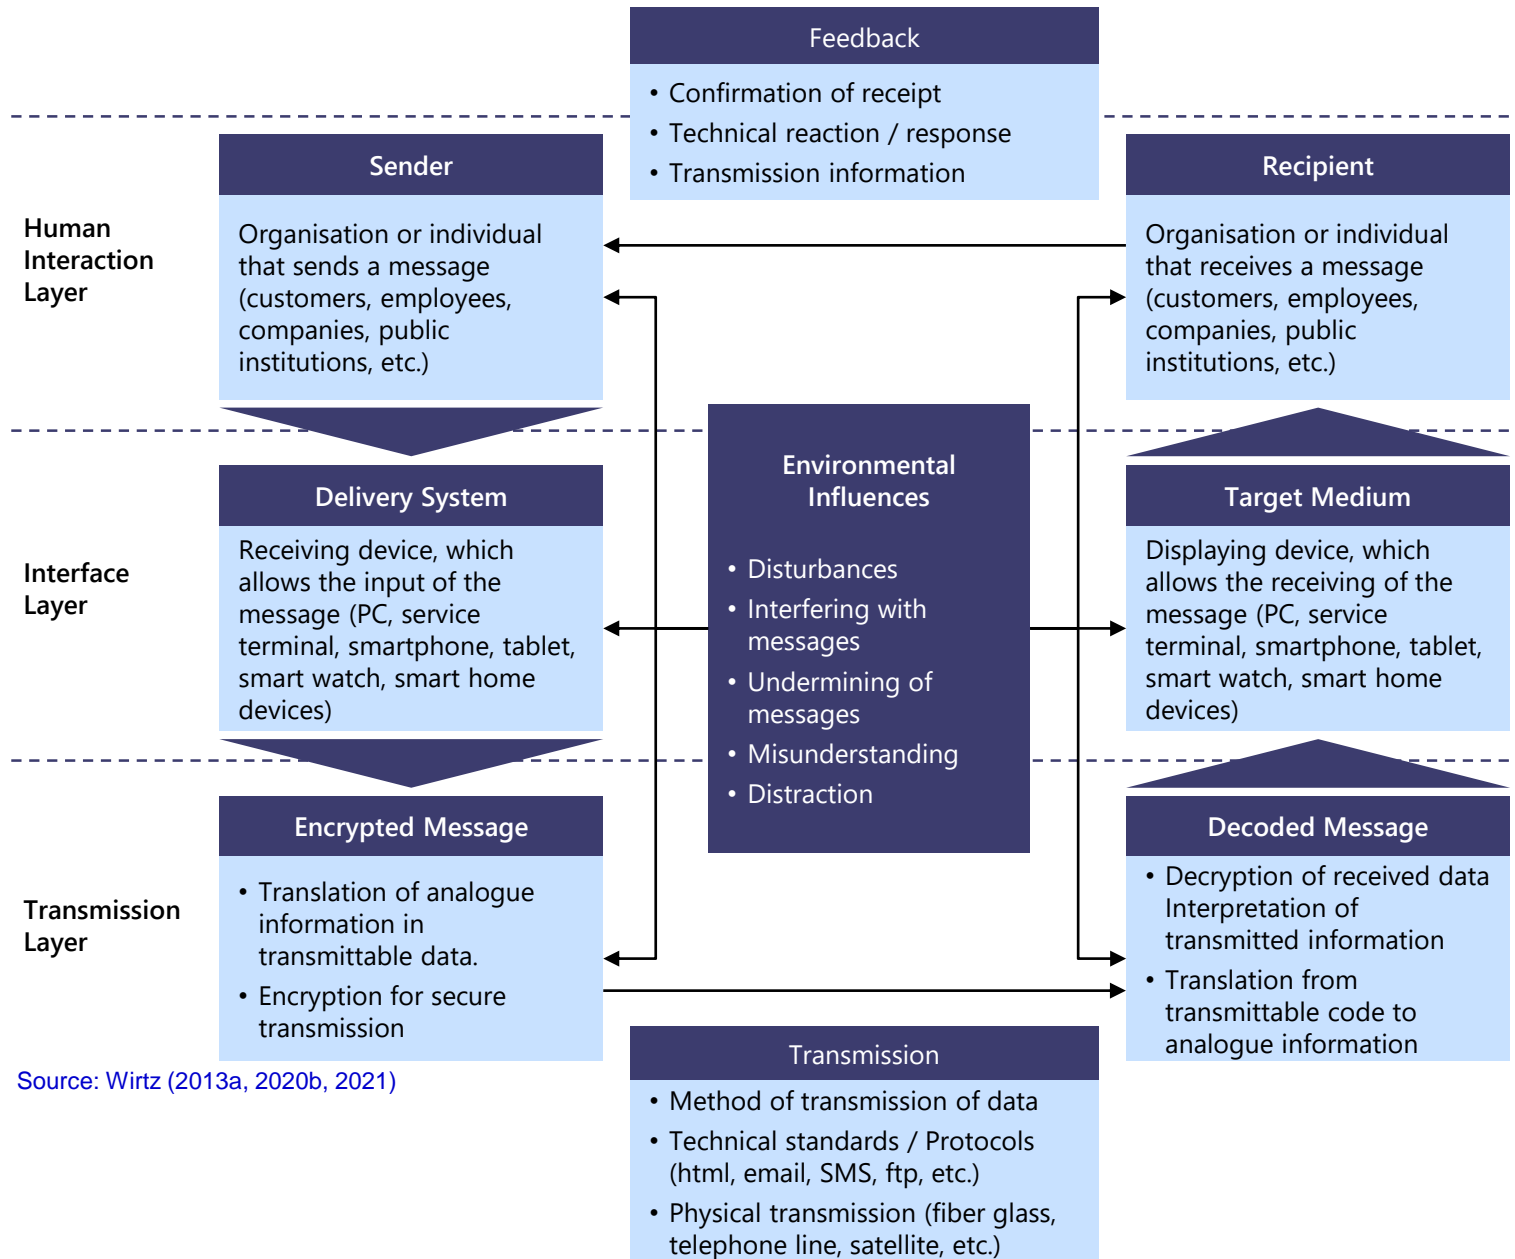 Feedback
• Confirmation of receipt
• Technical reaction / response
• Transmission information
Human
Interaction
Layer
Sender
Organisation or individual
that sends a message
(customers, employees,
companies, public
institutions, etc.)
Recipient
Organisation or individual
that receives a message
(customers, employees,
companies, public
institutions, etc.)
Environmental
Influences
• Disturbances
• Interfering with
messages
• Undermining of
messages
• Misunderstanding
• Distraction
Interface
Layer
Delivery System
Receiving device, which
allows the input of the
message (PC, service
terminal, smartphone, tablet,
smart watch, smart home
devices)
Target Medium
Displaying device, which
allows the receiving of the
message (PC, service
terminal, smartphone, tablet,
smart watch, smart home
devices)
Transmission
Layer
Encrypted Message
• Translation of analogue
information in
transmittable data.
• Encryption for secure
transmission
Decoded Message
• Decryption of received data
Interpretation of
transmitted information
• Translation from
transmittable code to
analogue information
Transmission
• Method of transmission of data
• Technical standards / Protocols
(html, email, SMS, ftp, etc.)
• Physical transmission (fiber glass,
telephone line, satellite, etc.)
Source: Wirtz (2013a, 2020b, 2021)